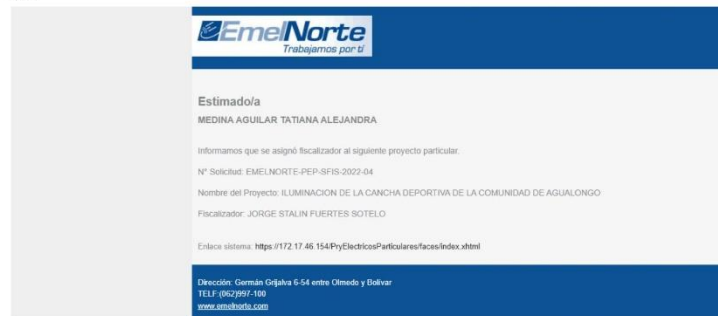 EmelNorte
Trabajamos por ti
Estimado/a
MEDINA AGUILAR TATIANA ALEJANDRA
Informamos que se asignó fiscalizador al siguiente proyecto particular.
N° Solicitud: EMELNORTE-PEP-SFIS-2022-04
Nombre del Proyecto: ILUMINACION DE LA CANCHA DEPORTIVA DE LA COMUNIDAD DE AGUALONGO
Fiscalizador: JORGE STALIN FUERTES SOTELO
Enlace sistema: https://172.17.46.154/PryElectricosParticulares/faces/index.xhtml
Dirección: Germán Grijalva 6-54 entre Olmedo y Bolívar
TELF:(062)997-100
www.emelnorte.com